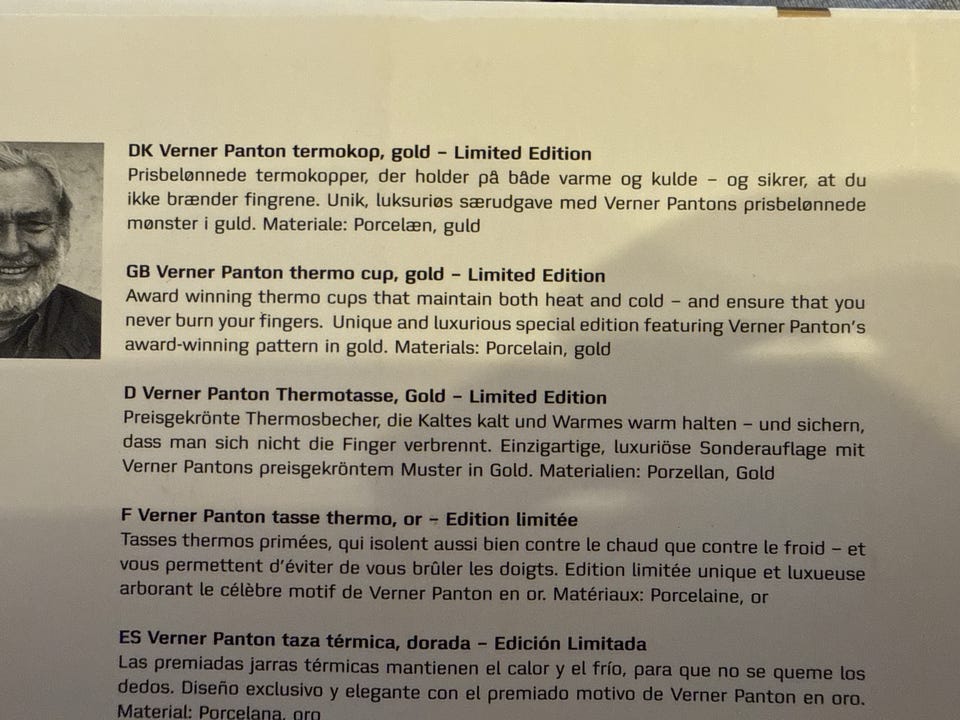 DK Verner Panton termokop, gold – Limited Edition
Prisbelønnede termokopper, der holder på både varme og kulde – og sikrer, at du
ikke brænder fingrene. Unik, luksuriøs særudgave med Verner Pantons prisbelønnede
mønster i guld. Materiale: Porcelæn, guld
GB Verner Panton thermo cup, gold – Limited Edition
Award winning thermo cups that maintain both heat and cold – and ensure that you
never burn your fingers. Unique and luxurious special edition featuring Verner Panton's
award-winning pattern in gold. Materials: Porcelain, gold
D Verner Panton Thermotasse, Gold – Limited Edition
Preisgekrönte Thermosbecher, die Kaltes kalt und Warmes warm halten – und sichern,
dass man sich nicht die Finger verbrennt. Einzigartige, luxuriöse Sonderauflage mit
Verner Pantons preisgekröntem Muster in Gold. Materialien: Porzellan, Gold
F Verner Panton tasse thermo, or – Edition limitée
Tasses thermos primées, qui isolent aussi bien contre le chaud que contre le froid – et
vous permettent d'éviter de vous brûler les doigts. Edition limitée unique et luxueuse
arborant le célèbre motif de Verner Panton en or. Matériaux: Porcelaine, or
ES Verner Panton taza térmica, dorada – Edición Limitada
Las premiadas jarras térmicas mantienen el calor y el frío, para que no se queme los
dedos. Diseño exclusivo y elegante con el premiado motivo de Verner Panton en oro.
Material: Porcelana, oro